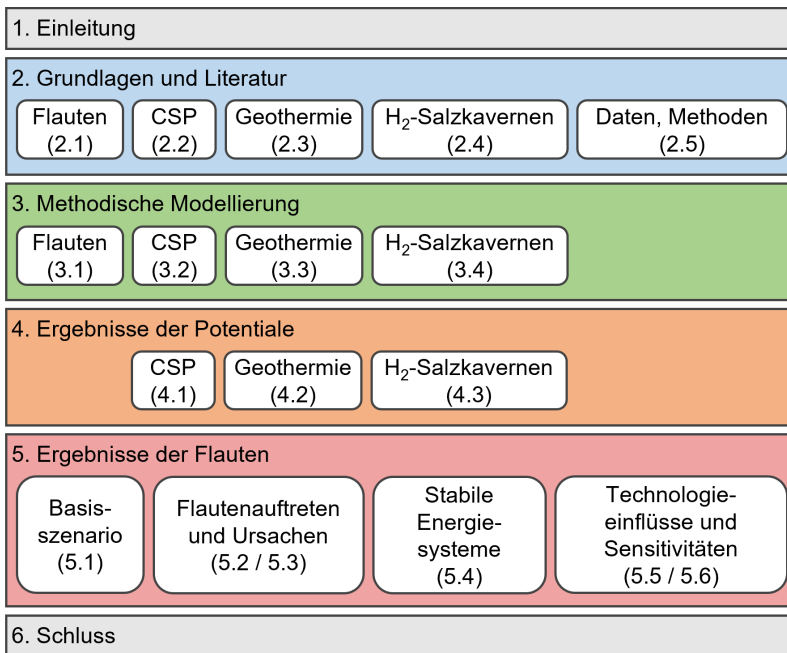 1. Einleitung
2. Grundlagen und Literatur
Flauten
(2.1)
CSP
(2.2)
Geothermie
(2.3)
H₂-Salzkavernen
(2.4)
Daten, Methoden
(2.5)
3. Methodische Modellierung
Flauten
(3.1)
CSP
(3.2)
Geothermie
(3.3)
H₂-Salzkavernen
(3.4)
4. Ergebnisse der Potentiale
CSP
(4.1)
Geothermie
(4.2)
H₂-Salzkavernen
(4.3)
5. Ergebnisse der Flauten
Basis-
szenario
(5.1)
Flautenauftreten
und Ursachen
(5.2 / 5.3)
Stabile
Energie-
systeme
(5.4)
Technologie-
einflüsse und
Sensitivitäten
(5.5 / 5.6)
6. Schluss